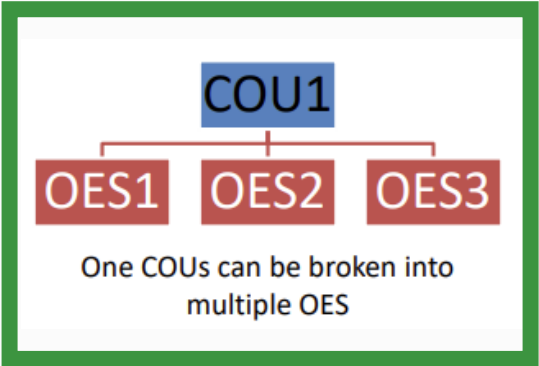 COU1
OES1 OES2 OES3
One COUs can be broken into
multiple OES